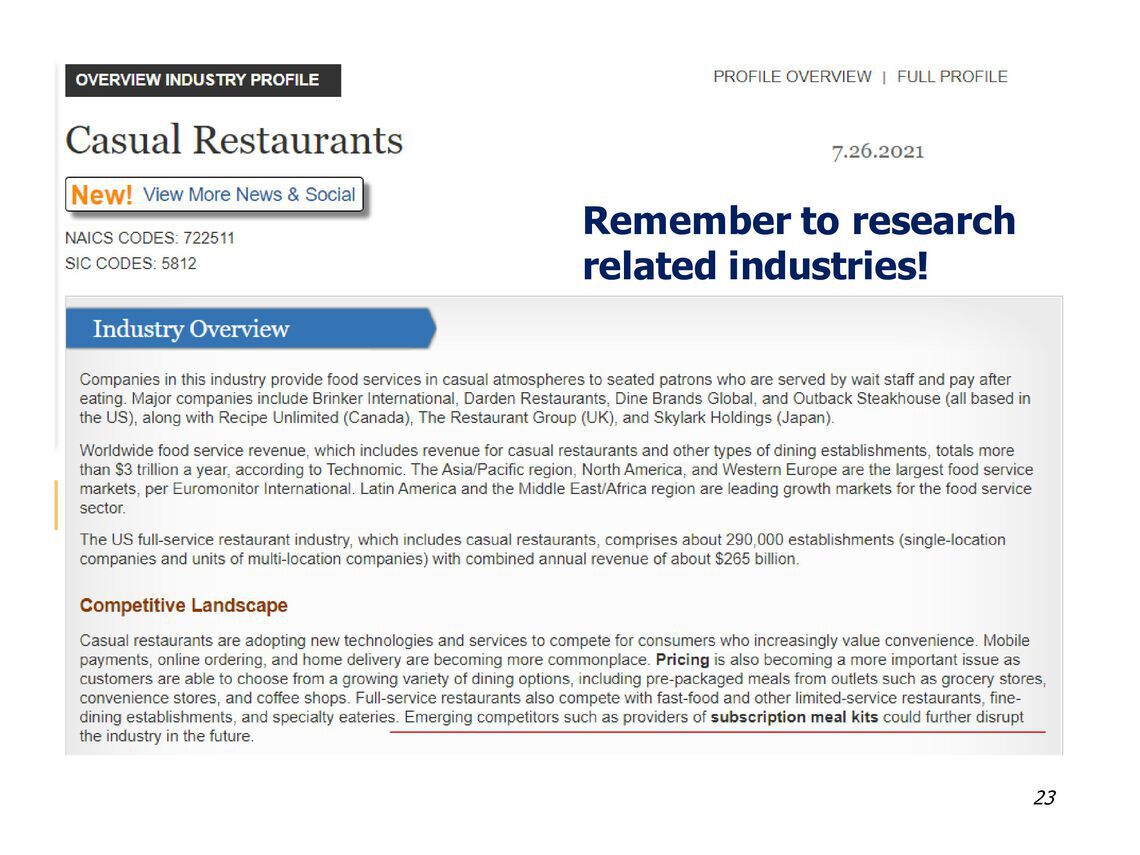 OVERVIEW INDUSTRY PROFILE
PROFILE OVERVIEW | FULL PROFILE
Casual Restaurants
7.26.2021
New! View More News & Social
Remember to research
related industries!
NAICS CODES: 722511
SIC CODES: 5812
Industry Overview
Companies in this industry provide food services in casual atmospheres to seated patrons who are served by wait staff and pay after
eating. Major companies include Brinker International, Darden Restaurants, Dine Brands Global, and Outback Steakhouse (all based in
the US), along with Recipe Unlimited (Canada), The Restaurant Group (UK), and Skylark Holdings (Japan).
Worldwide food service revenue, which includes revenue for casual restaurants and other types of dining establishments, totals more
than $3 trillion a year, according to Technomic. The Asia/Pacific region, North America, and Western Europe are the largest food service
markets, per Euromonitor International. Latin America and the Middle East/Africa region are leading growth markets for the food service
sector.
The US full-service restaurant industry, which includes casual restaurants, comprises about 290,000 establishments (single-location
companies and units of multi-location companies) with combined annual revenue of about $265 billion.
Competitive Landscape
Casual restaurants are adopting new technologies and services to compete for consumers who increasingly value convenience. Mobile
payments, online ordering, and home delivery are becoming more commonplace. Pricing is also becoming a more important issue as
customers are able to choose from a growing variety of dining options, including pre-packaged meals from outlets such as grocery stores,
convenience stores, and coffee shops. Full-service restaurants also compete with fast-food and other limited-service restaurants, fine-
dining establishments, and specialty eateries. Emerging competitors such as providers of subscription meal kits could further disrupt
the industry in the future.
23